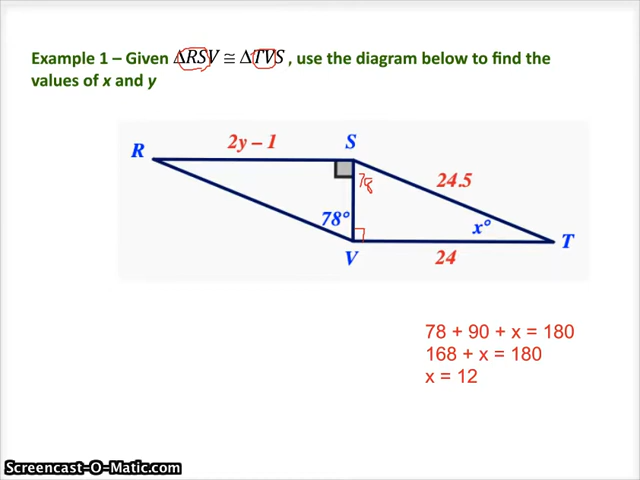 Example 1 – Given ΔRSV ≅ ΔTVS, use the diagram below to find the
values of x and y
2y – 1
R
S
78
24.5
78°
x°
T
V
24
78 + 90 + x = 180
168 + x = 180
x = 12
Screencast-O-Matic.com